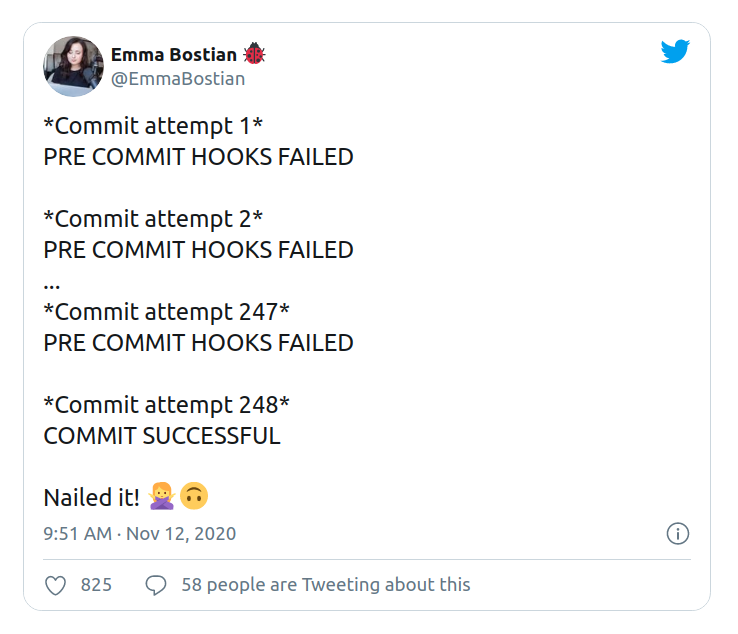 Emma Bostian 🐞
@EmmaBostian
*Commit attempt 1*
PRE COMMIT HOOKS FAILED
*Commit attempt 2*
PRE COMMIT HOOKS FAILED
...
*Commit attempt 247*
PRE COMMIT HOOKS FAILED
*Commit attempt 248*
COMMIT SUCCESSFUL
Nailed it! 🙅‍♀️🙃
9:51 AM · Nov 12, 2020
825 58 people are Tweeting about this